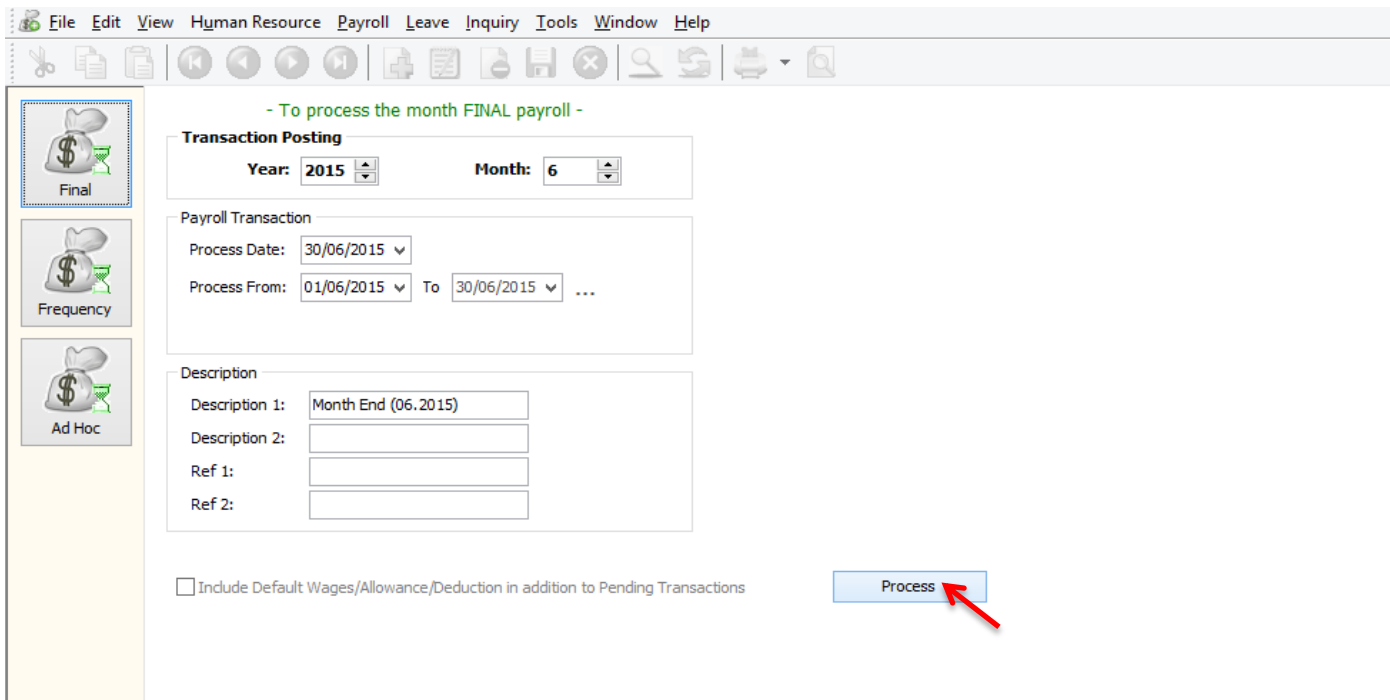 File Edit View Human Resource Payroll Leave Inquiry Tools Window Help
- To process the month FINAL payroll -
Transaction Posting
Year: 2015 Month: 6
Final
Payroll Transaction
Process Date: 30/06/2015
Process From: 01/06/2015 To 30/06/2015 ...
Frequency
Description
Description 1: Month End (06.2015)
Ad Hoc
Description 2:
Ref 1:
Ref 2:
Include Default Wages/Allowance/Deduction in addition to Pending Transactions Process